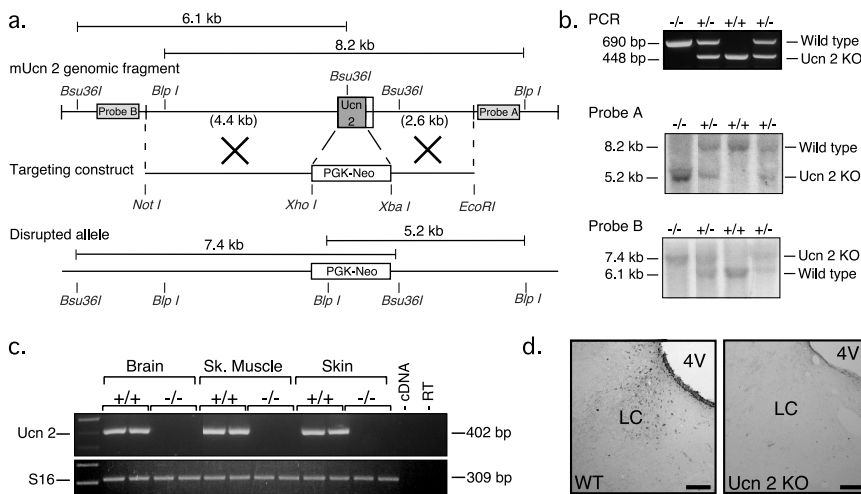 a.
6.1 kb
8.2 kb
mUcn 2 genomic fragment
Bsu36I
Bsu36I Blp I Bsu36I Blp I
Probe B
Ucn 2
Probe A
(4.4 kb) (2.6 kb)
Targeting construct
PGK-Neo
Not I Xho I Xba I EcoRI
Disrupted allele
7.4 kb
5.2 kb
PGK-Neo
Bsu36I Blp I Blp I Bsu36I Blp I
b.
PCR -/- +/- +/+ +/-
690 bp Wild type
448 bp Ucn 2 KO
Probe A
-/- +/- +/+ +/-
8.2 kb Wild type
5.2 kb Ucn 2 KO
Probe B
-/- +/- +/+ +/-
7.4 kb Ucn 2 KO
6.1 kb Wild type
c.
Brain Sk. Muscle Skin
+/+ -/- +/+ -/- +/+ -/- - cDNA - RT
Ucn 2 402 bp
S16 309 bp
d.
4V
LC
WT
4V
LC
Ucn 2 KO